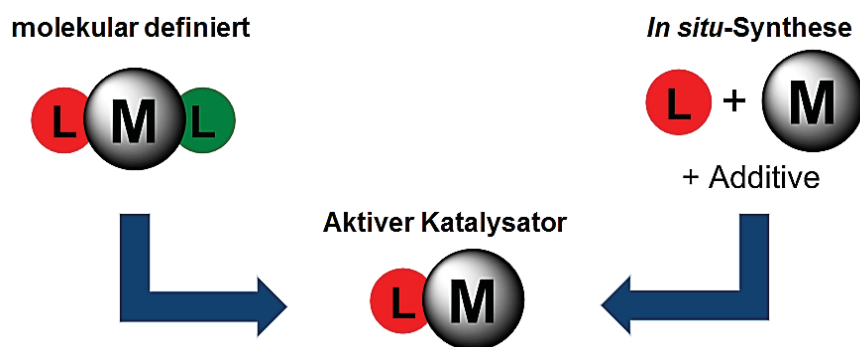 molekular definiert
L M L
In situ-Synthese
L + M
+ Additive
Aktiver Katalysator
L M